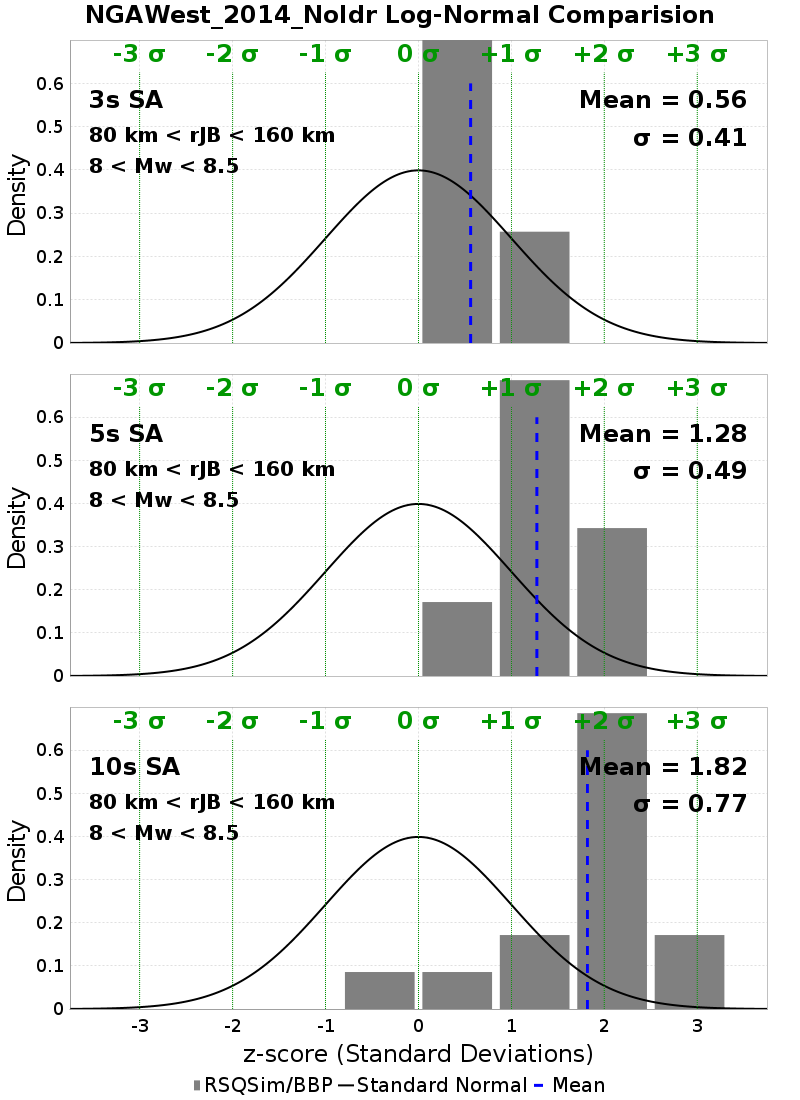 NGAWest_2014_NoIdr Log-Normal Comparision
-3 σ -2 σ -1 σ 0 σ +1 σ +2 σ +3 σ
0.6
3s SA
Mean = 0.56
0.5
80 km < rJB < 160 km
σ = 0.41
8 < Mw < 8.5
0.4
Density
0.3
0.2
0.1
0
-3 σ -2 σ -1 σ 0 σ +1 σ +2 σ +3 σ
0.6
5s SA
Mean = 1.28
0.5
80 km < rJB < 160 km
σ = 0.49
8 < Mw < 8.5
0.4
Density
0.3
0.2
0.1
0
-3 σ -2 σ -1 σ 0 σ +1 σ +2 σ +3 σ
0.6
10s SA
Mean = 1.82
0.5
80 km < rJB < 160 km
σ = 0.77
8 < Mw < 8.5
0.4
Density
0.3
0.2
0.1
0
-3 -2 -1 0 1 2 3
z-score (Standard Deviations)
RSQSim/BBP Standard Normal Mean